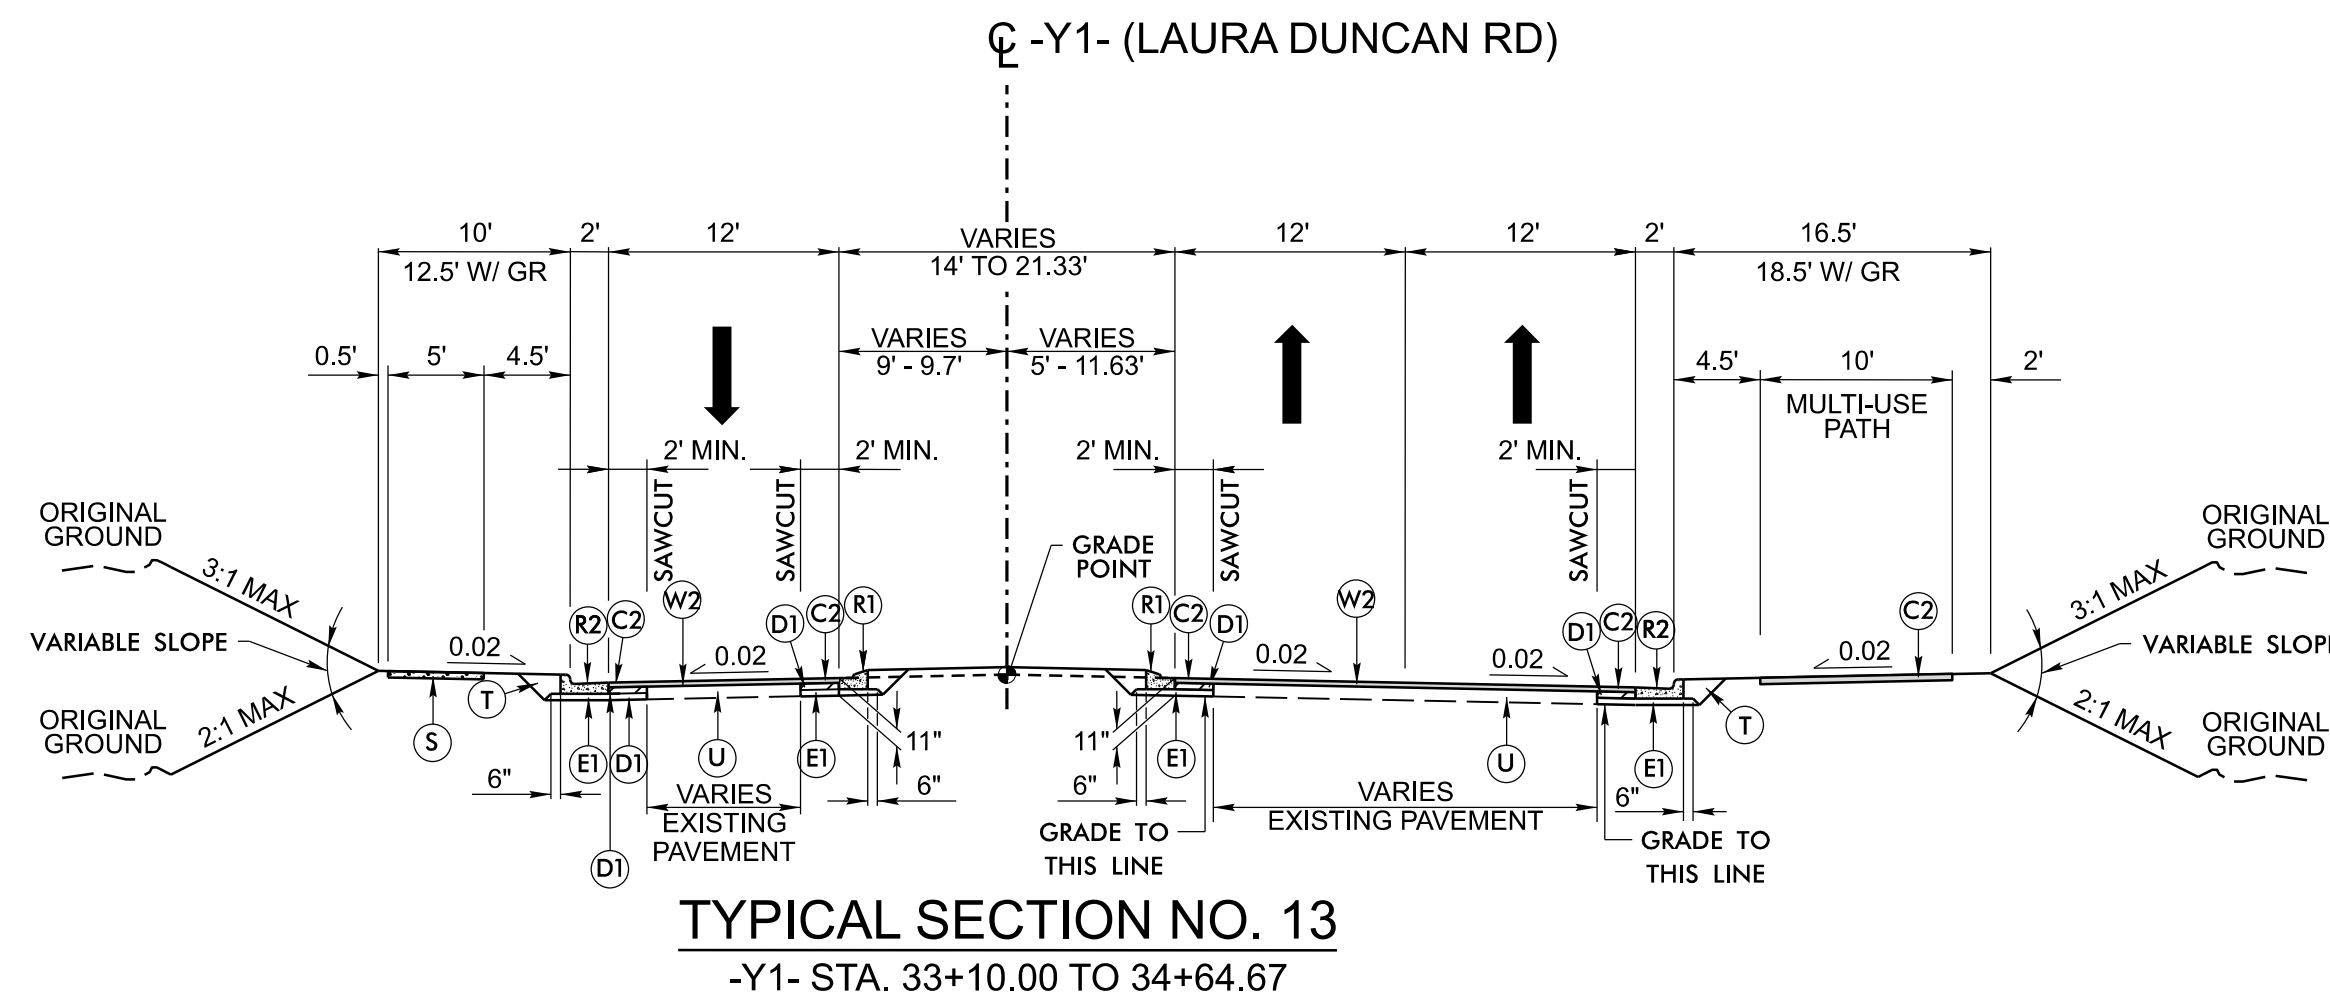 ℄ -Y1- (LAURA DUNCAN RD)
10' 2' 12' VARIES 12' 12' 2' 16.5'
12.5' W/ GR 14' TO 21.33' 18.5' W/ GR
VARIES VARIES
0.5' 5' 4.5' 9' - 9.7' 5' - 11.63' 4.5' 10' 2'
MULTI-USE
PATH
2' MIN. 2' MIN. 2' MIN. 2' MIN.
SAWCUT SAWCUT SAWCUT SAWCUT
ORIGINAL
GROUND
ORIGINAL
GROUND
GRADE
POINT
3:1 MAX 3:1 MAX
R2 C2 W2 D1 C2 R1 R1 C2 D1 W2 D1 C2 R2 C2
VARIABLE SLOPE 0.02 0.02 0.02 0.02 0.02 VARIABLE SLOP
T
ORIGINAL
GROUND
2:1 MAX
S
E1 D1 U E1 11" 11" E1 U E1 T
2:1 MAX
ORIGINAL
GROUND
6" VARIES 6" 6" VARIES 6"
EXISTING
PAVEMENT
EXISTING PAVEMENT
D1
GRADE TO
THIS LINE
GRADE TO
THIS LINE
TYPICAL SECTION NO. 13
-Y1- STA. 33+10.00 TO 34+64.67